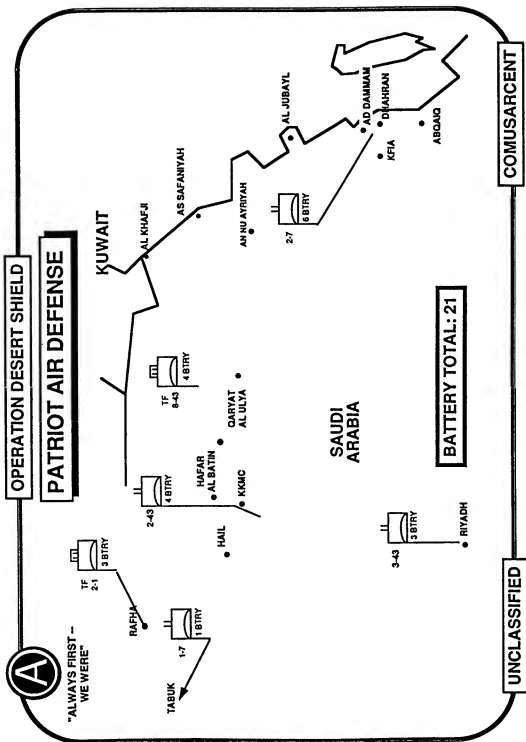 OPERATION DESERT SHIELD
PATRIOT AIR DEFENSE
A
"ALWAYS FIRST –
WE WERE"
KUWAIT
AL KHAFJI
AS SAFANIYAH
AN NU AYRIYAH
AL JUBAYL
AD DAMMAM
DHAHRAN
KFIA
ABQAIQ
2-7
6 BTRY
TF
8-43
4 BTRY
QARYAT
AL ULYA
HAFAR
AL BATIN
KKMC
2-43
4 BTRY
HAIL
TF
2-1
3 BTRY
RAFHA
1-7
1 BTRY
TABUK
SAUDI
ARABIA
3-43
3 BTRY
RIYADH
BATTERY TOTAL: 21
UNCLASSIFIED
COMUSARCENT